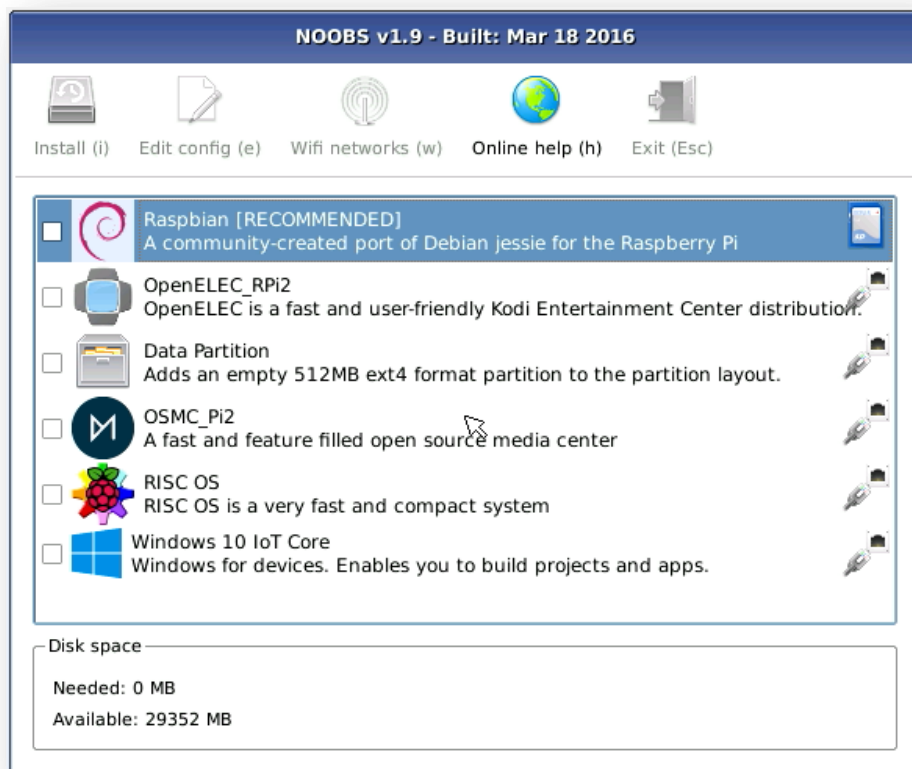 NOOBS v1.9 - Built: Mar 18 2016
Install (i) Edit config (e) Wifi networks (w) Online help (h) Exit (Esc)
Raspbian [RECOMMENDED]
A community-created port of Debian jessie for the Raspberry Pi
OpenELEC_RPi2
OpenELEC is a fast and user-friendly Kodi Entertainment Center distribution.
Data Partition
Adds an empty 512MB ext4 format partition to the partition layout.
OSMC_Pi2
A fast and feature filled open source media center
RISC OS
RISC OS is a very fast and compact system
Windows 10 IoT Core
Windows for devices. Enables you to build projects and apps.
Disk space
Needed: 0 MB
Available: 29352 MB